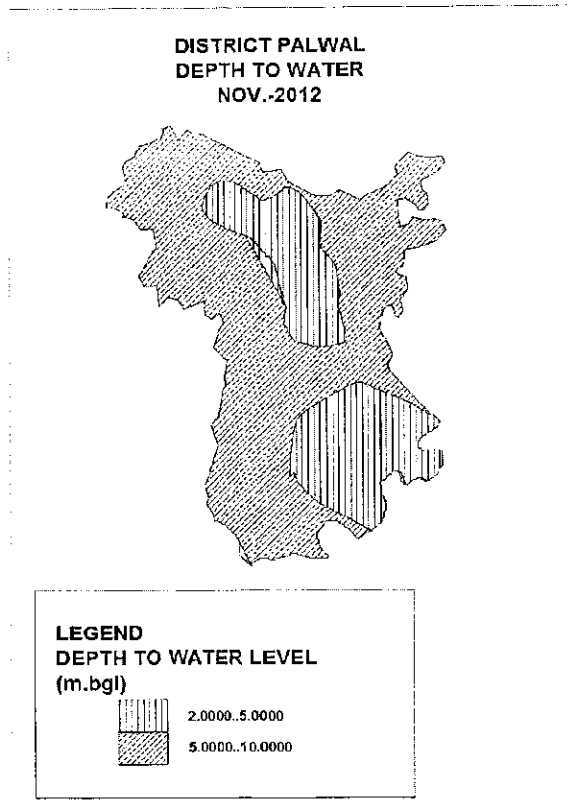 DISTRICT PALWAL
DEPTH TO WATER
NOV.-2012
LEGEND
DEPTH TO WATER LEVEL
(m.bgl)
2.0000..5.0000
5.0000..10.0000